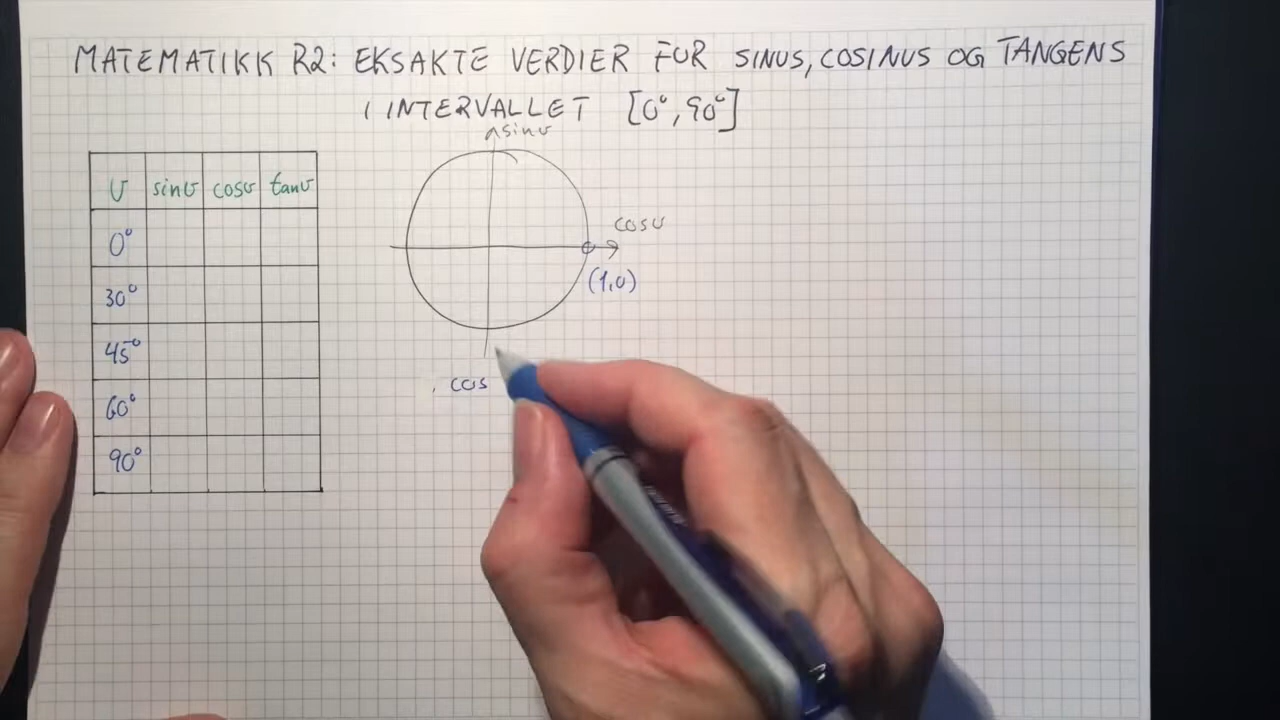 MATEMATIKK R2: EKSAKTE VERDIER FOR SINUS, COSINUS OG TANGENS
I INTERVALLET [0°, 90°]
sinv
v sinv cosv tanv
cosv
0°
(1,0)
30°
45°
cos
60°
90°